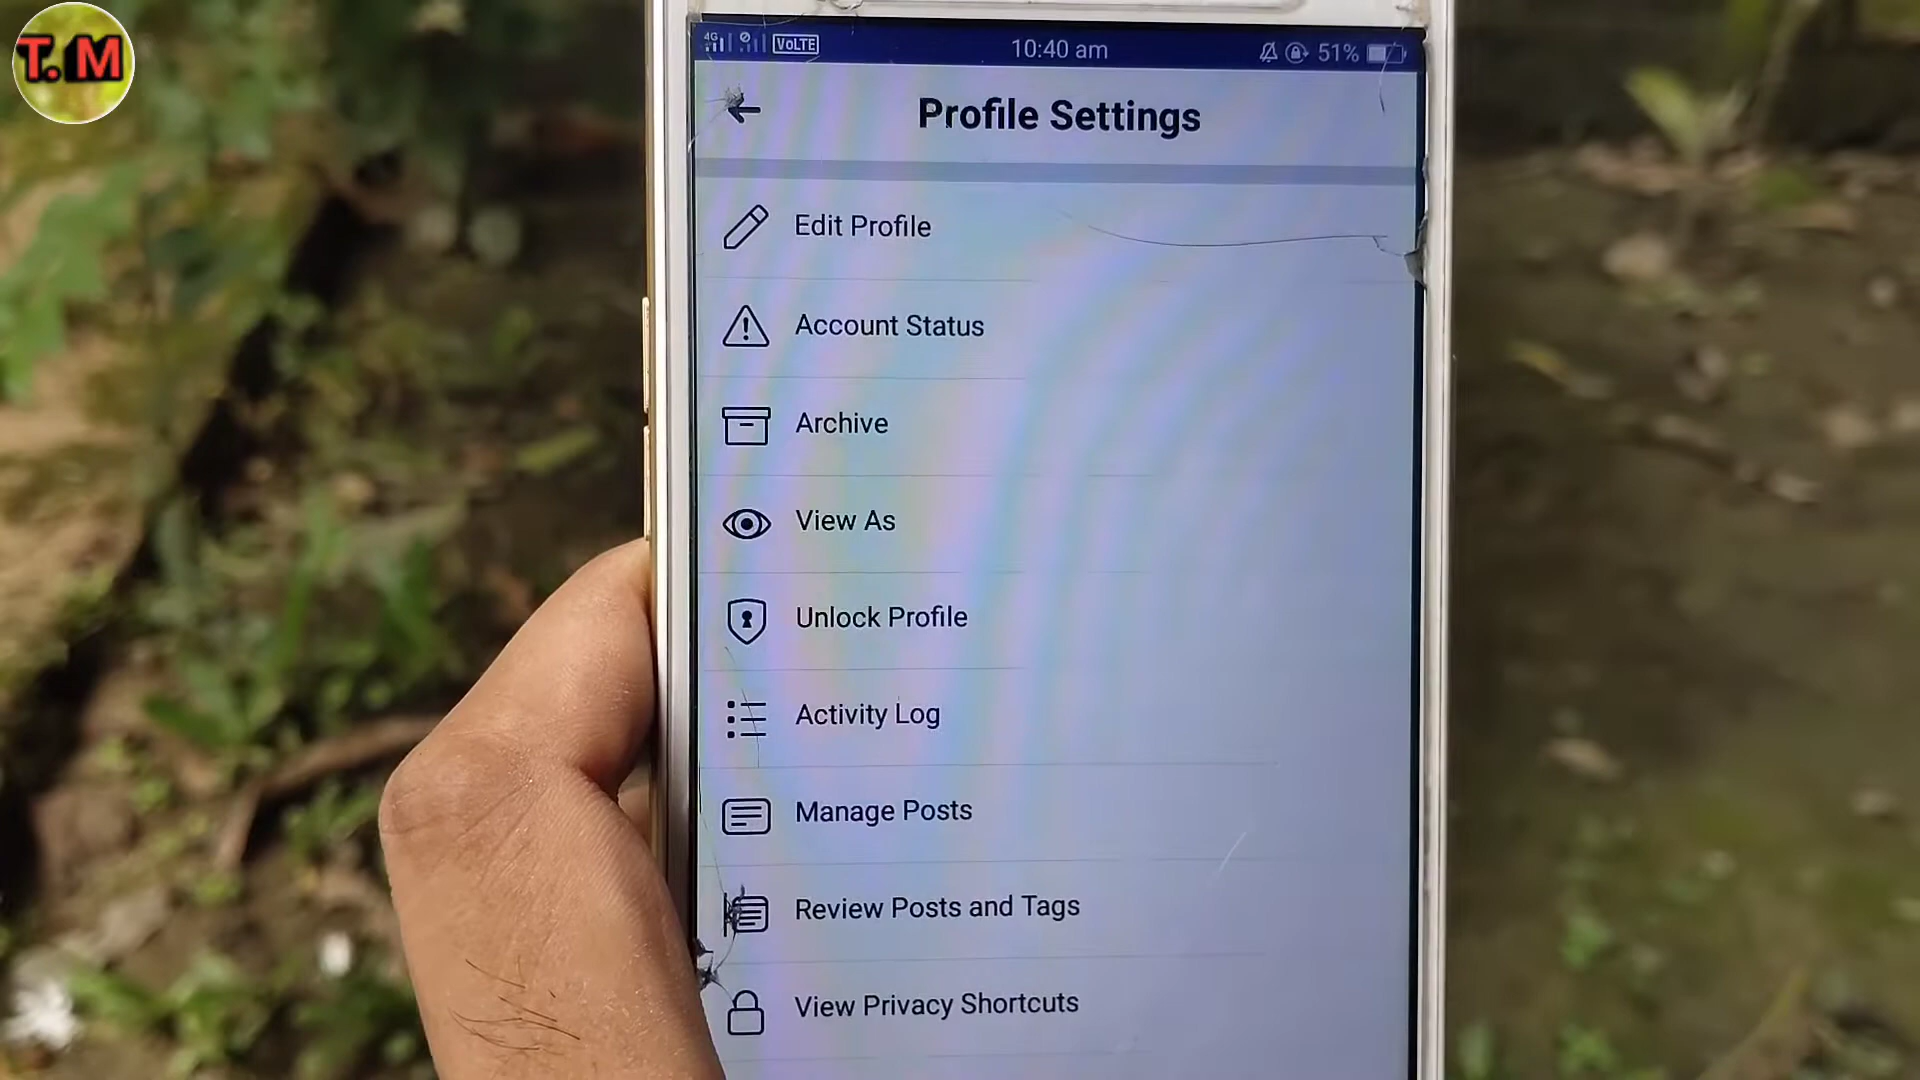 T. M
4G VoLTE 10:40 am 51%
Profile Settings
Edit Profile
Account Status
Archive
View As
Unlock Profile
Activity Log
Manage Posts
Review Posts and Tags
View Privacy Shortcuts